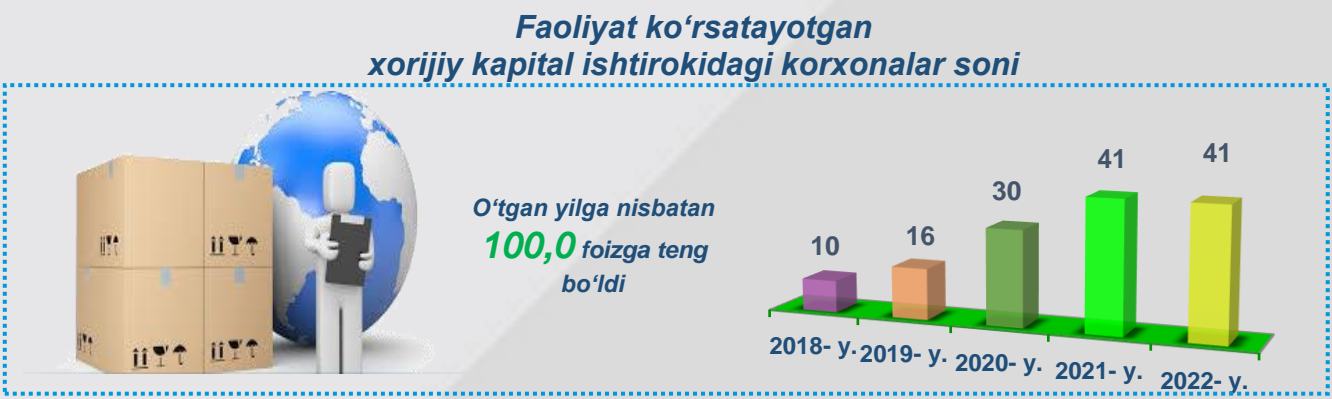 Faoliyat ko‘rsatayotgan
xorijiy kapital ishtirokidagi korxonalar soni
O‘tgan yilga nisbatan
100,0 foizga teng
bo‘ldi
10
16
30
41
41
2018- y.
2019- y.
2020- y.
2021- y.
2022- y.